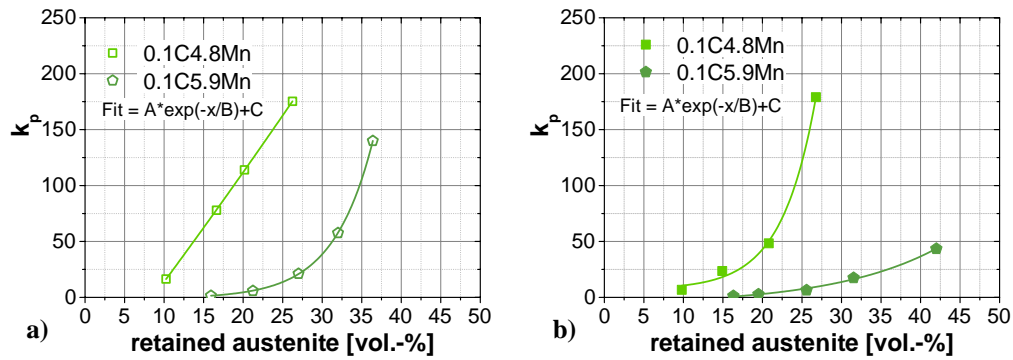 250
200
150
100
50
0
k_p
0.1C4.8Mn
0.1C5.9Mn
Fit = A*exp(-x/B)+C
0 5 10 15 20 25 30 35 40 45 50
a) retained austenite [vol.-%]
250
200
150
100
50
0
k_p
0.1C4.8Mn
0.1C5.9Mn
Fit = A*exp(-x/B)+C
0 5 10 15 20 25 30 35 40 45 50
b) retained austenite [vol.-%]